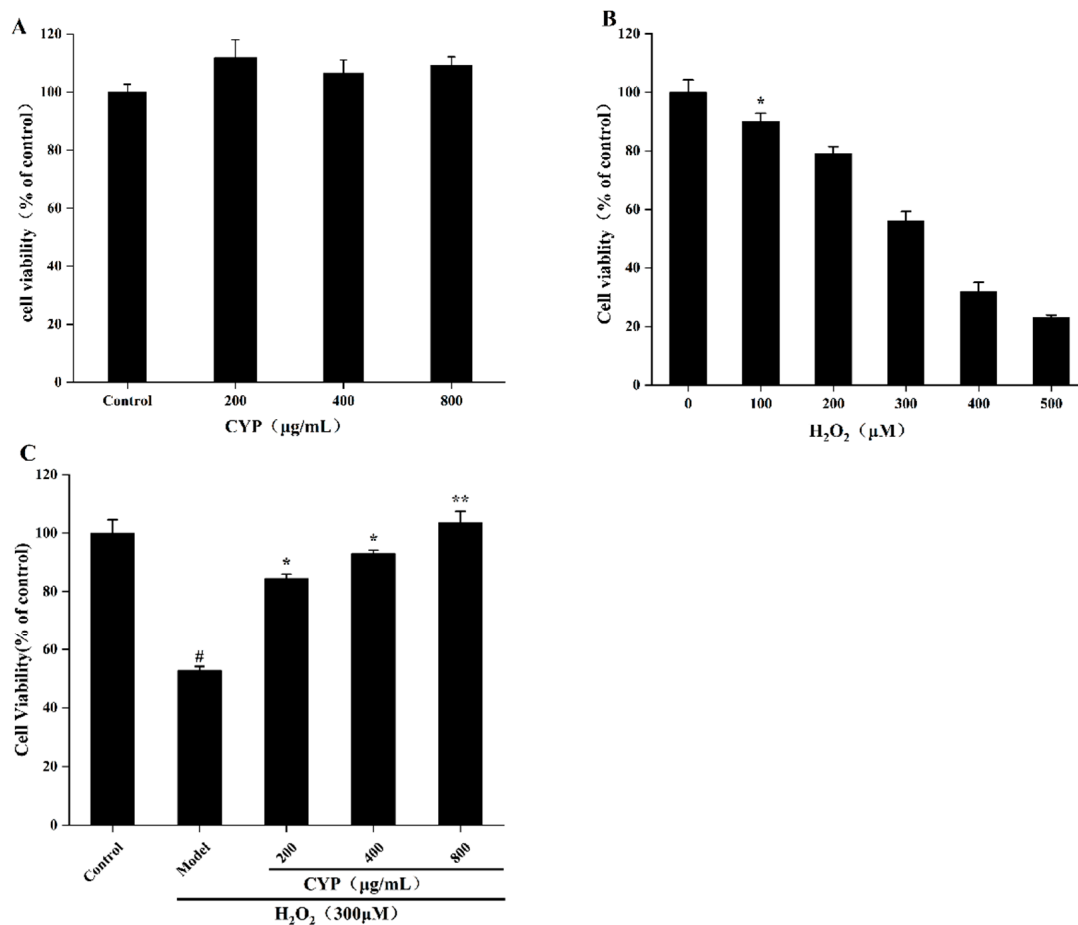 A
cell viability（% of control）
120
100
80
60
40
20
0
Control 200 400 800
CYP（µg/mL）
B
Cell viablity（% of control）
120
100
80
60
40
20
0
*
0 100 200 300 400 500
H₂O₂（µM）
C
Cell Viability(% of control)
120
100
80
60
40
20
0
#
*
*
**
Control Model 200 400 800
CYP（µg/mL）
H₂O₂（300µM）